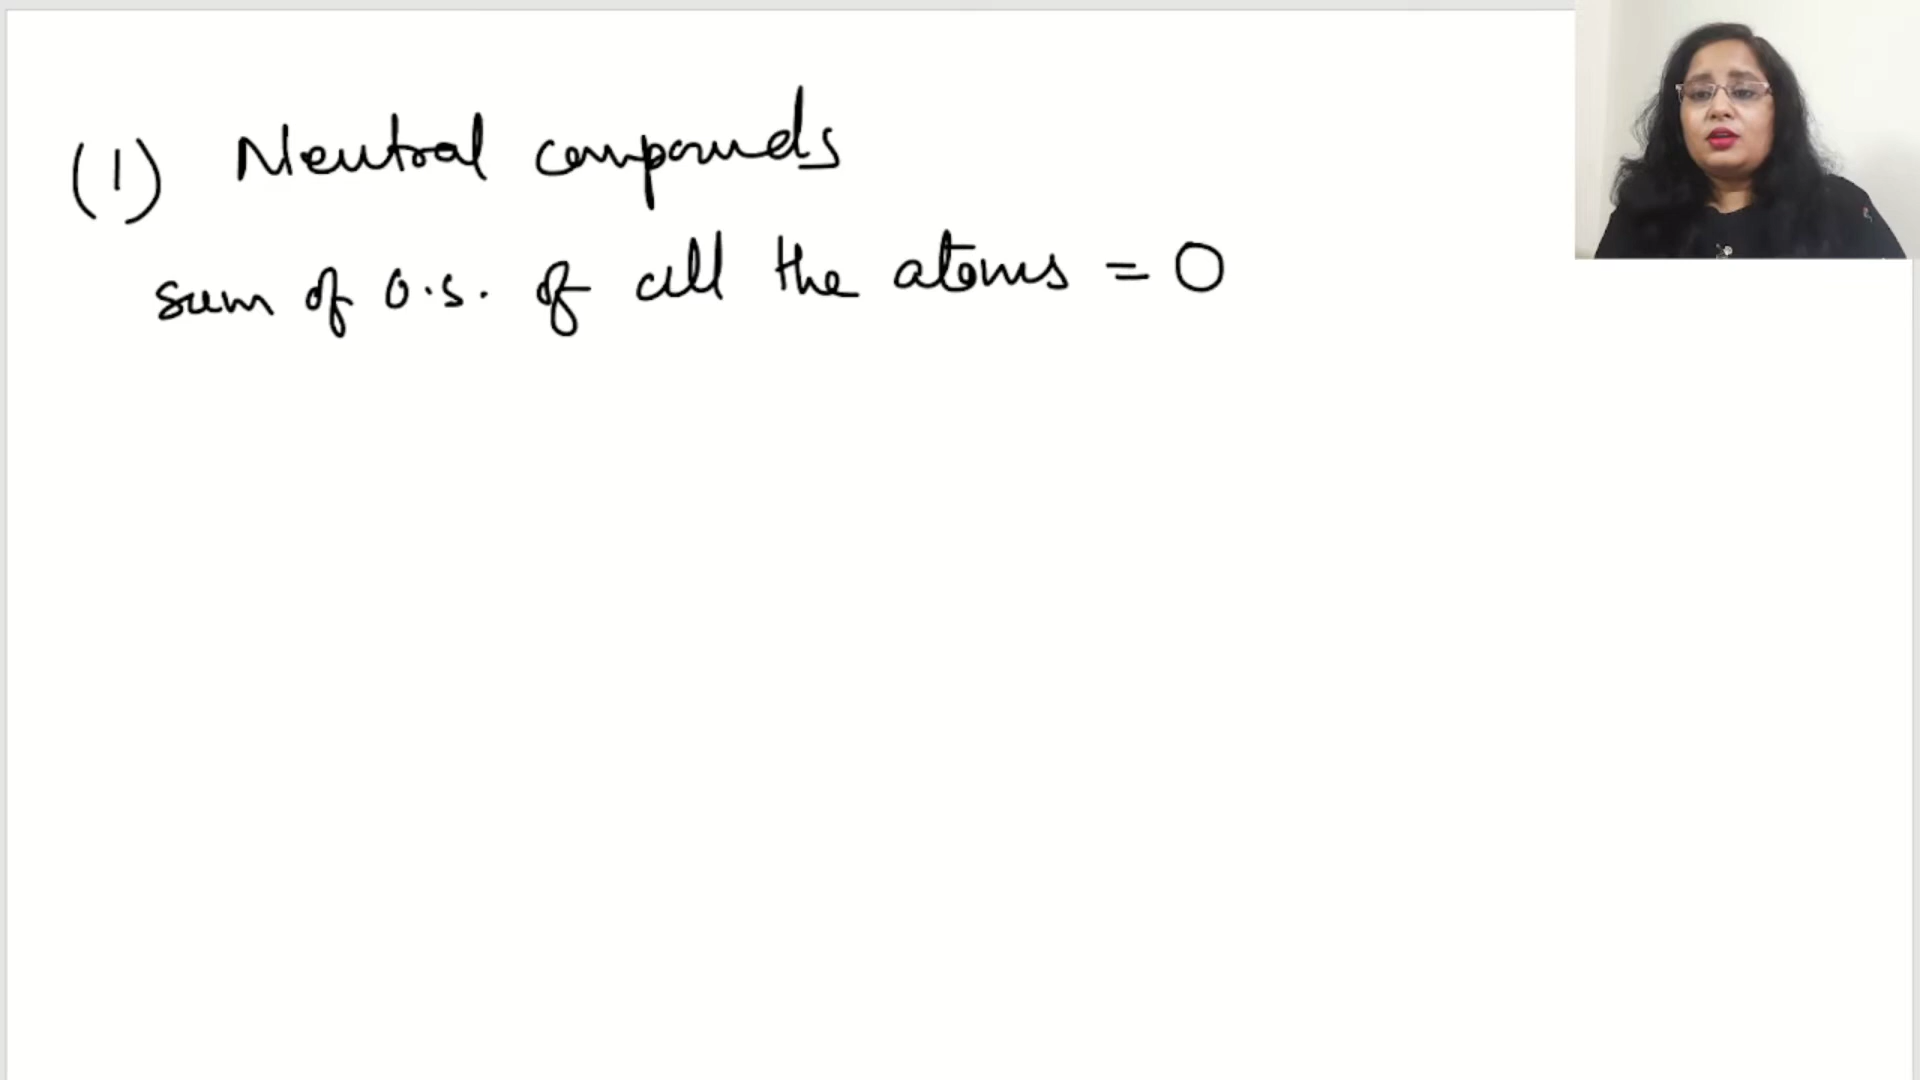 (1) Neutral compounds
sum of o.s. of all the atoms = 0